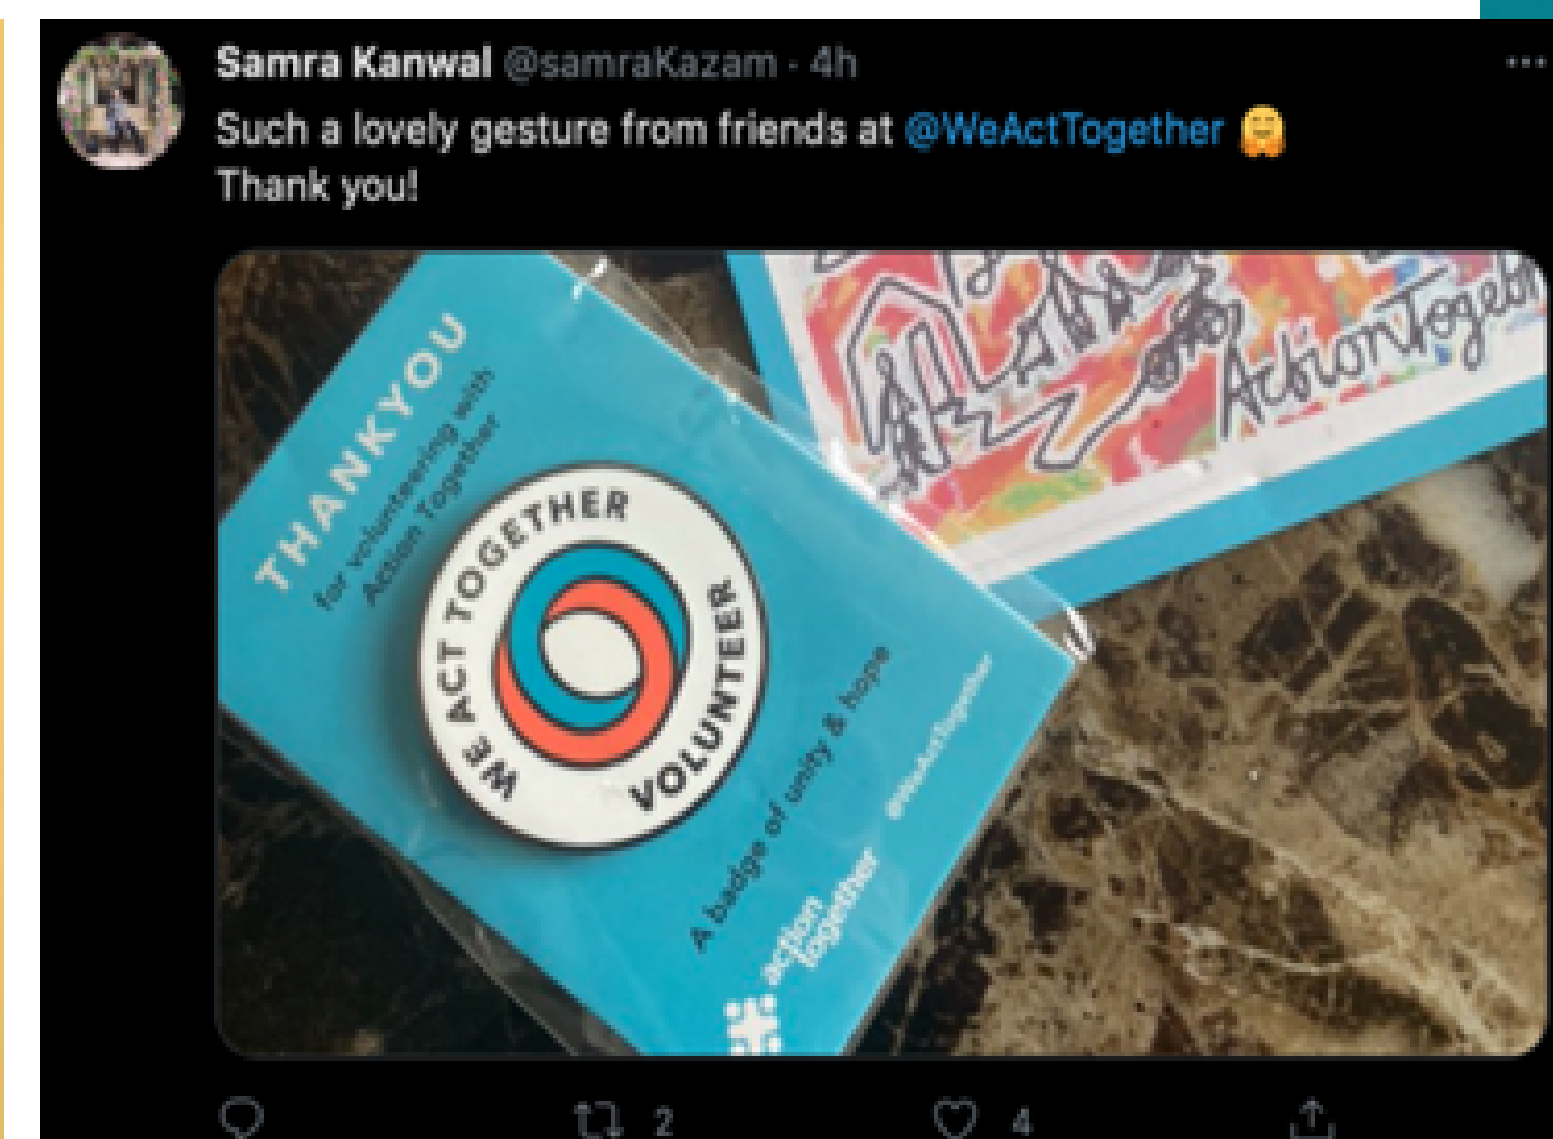 Samra Kanwal @samraKazam · 4h
Such a lovely gesture from friends at @WeActTogether 🤗
Thank you!
THANKYOU
for volunteering with
Action Together
WE ACT TOGETHER
VOLUNTEER
A badge of unity & hope
@WeActTogether
action
together
ActionTogeth
2
4